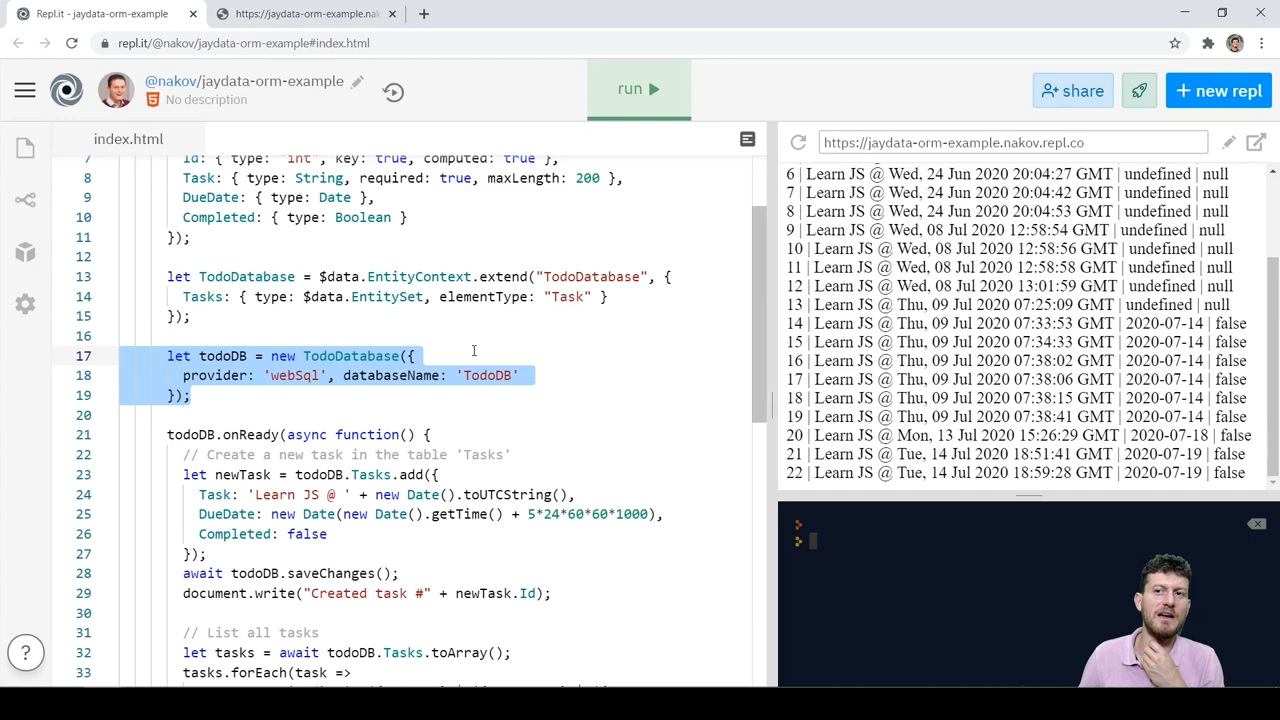 Repl.it - jaydata-orm-example
https://jaydata-orm-example.nak
repl.it/@nakov/jaydata-orm-example#index.html
@nakov/jaydata-orm-example
No description
run
share
+ new repl
index.html
https://jaydata-orm-example.nakov.repl.co
7 Id: { type: "int", key: true, computed: true },
8 Task: { type: String, required: true, maxLength: 200 },
9 DueDate: { type: Date },
10 Completed: { type: Boolean }
11 });
12
13 let TodoDatabase = $data.EntityContext.extend("TodoDatabase", {
14 Tasks: { type: $data.EntitySet, elementType: "Task" }
15 });
16
17 let todoDB = new TodoDatabase({
18 provider: 'webSql', databaseName: 'TodoDB'
19 });
20
21 todoDB.onReady(async function() {
22 // Create a new task in the table 'Tasks'
23 let newTask = todoDB.Tasks.add({
24 Task: 'Learn JS @ ' + new Date().toUTCString(),
25 DueDate: new Date(new Date().getTime() + 5*24*60*60*1000),
26 Completed: false
27 });
28 await todoDB.saveChanges();
29 document.write("Created task #" + newTask.Id);
30
31 // List all tasks
32 let tasks = await todoDB.Tasks.toArray();
33 tasks.forEach(task =>
6 | Learn JS @ Wed, 24 Jun 2020 20:04:27 GMT | undefined | null
7 | Learn JS @ Wed, 24 Jun 2020 20:04:42 GMT | undefined | null
8 | Learn JS @ Wed, 24 Jun 2020 20:04:53 GMT | undefined | null
9 | Learn JS @ Wed, 08 Jul 2020 12:58:54 GMT | undefined | null
10 | Learn JS @ Wed, 08 Jul 2020 12:58:56 GMT | undefined | null
11 | Learn JS @ Wed, 08 Jul 2020 12:58:58 GMT | undefined | null
12 | Learn JS @ Wed, 08 Jul 2020 13:01:59 GMT | undefined | null
13 | Learn JS @ Thu, 09 Jul 2020 07:25:09 GMT | undefined | null
14 | Learn JS @ Thu, 09 Jul 2020 07:33:53 GMT | 2020-07-14 | false
15 | Learn JS @ Thu, 09 Jul 2020 07:34:33 GMT | 2020-07-14 | false
16 | Learn JS @ Thu, 09 Jul 2020 07:38:02 GMT | 2020-07-14 | false
17 | Learn JS @ Thu, 09 Jul 2020 07:38:06 GMT | 2020-07-14 | false
18 | Learn JS @ Thu, 09 Jul 2020 07:38:15 GMT | 2020-07-14 | false
19 | Learn JS @ Thu, 09 Jul 2020 07:38:41 GMT | 2020-07-14 | false
20 | Learn JS @ Mon, 13 Jul 2020 15:26:29 GMT | 2020-07-18 | false
21 | Learn JS @ Tue, 14 Jul 2020 18:51:41 GMT | 2020-07-19 | false
22 | Learn JS @ Tue, 14 Jul 2020 18:59:28 GMT | 2020-07-19 | false